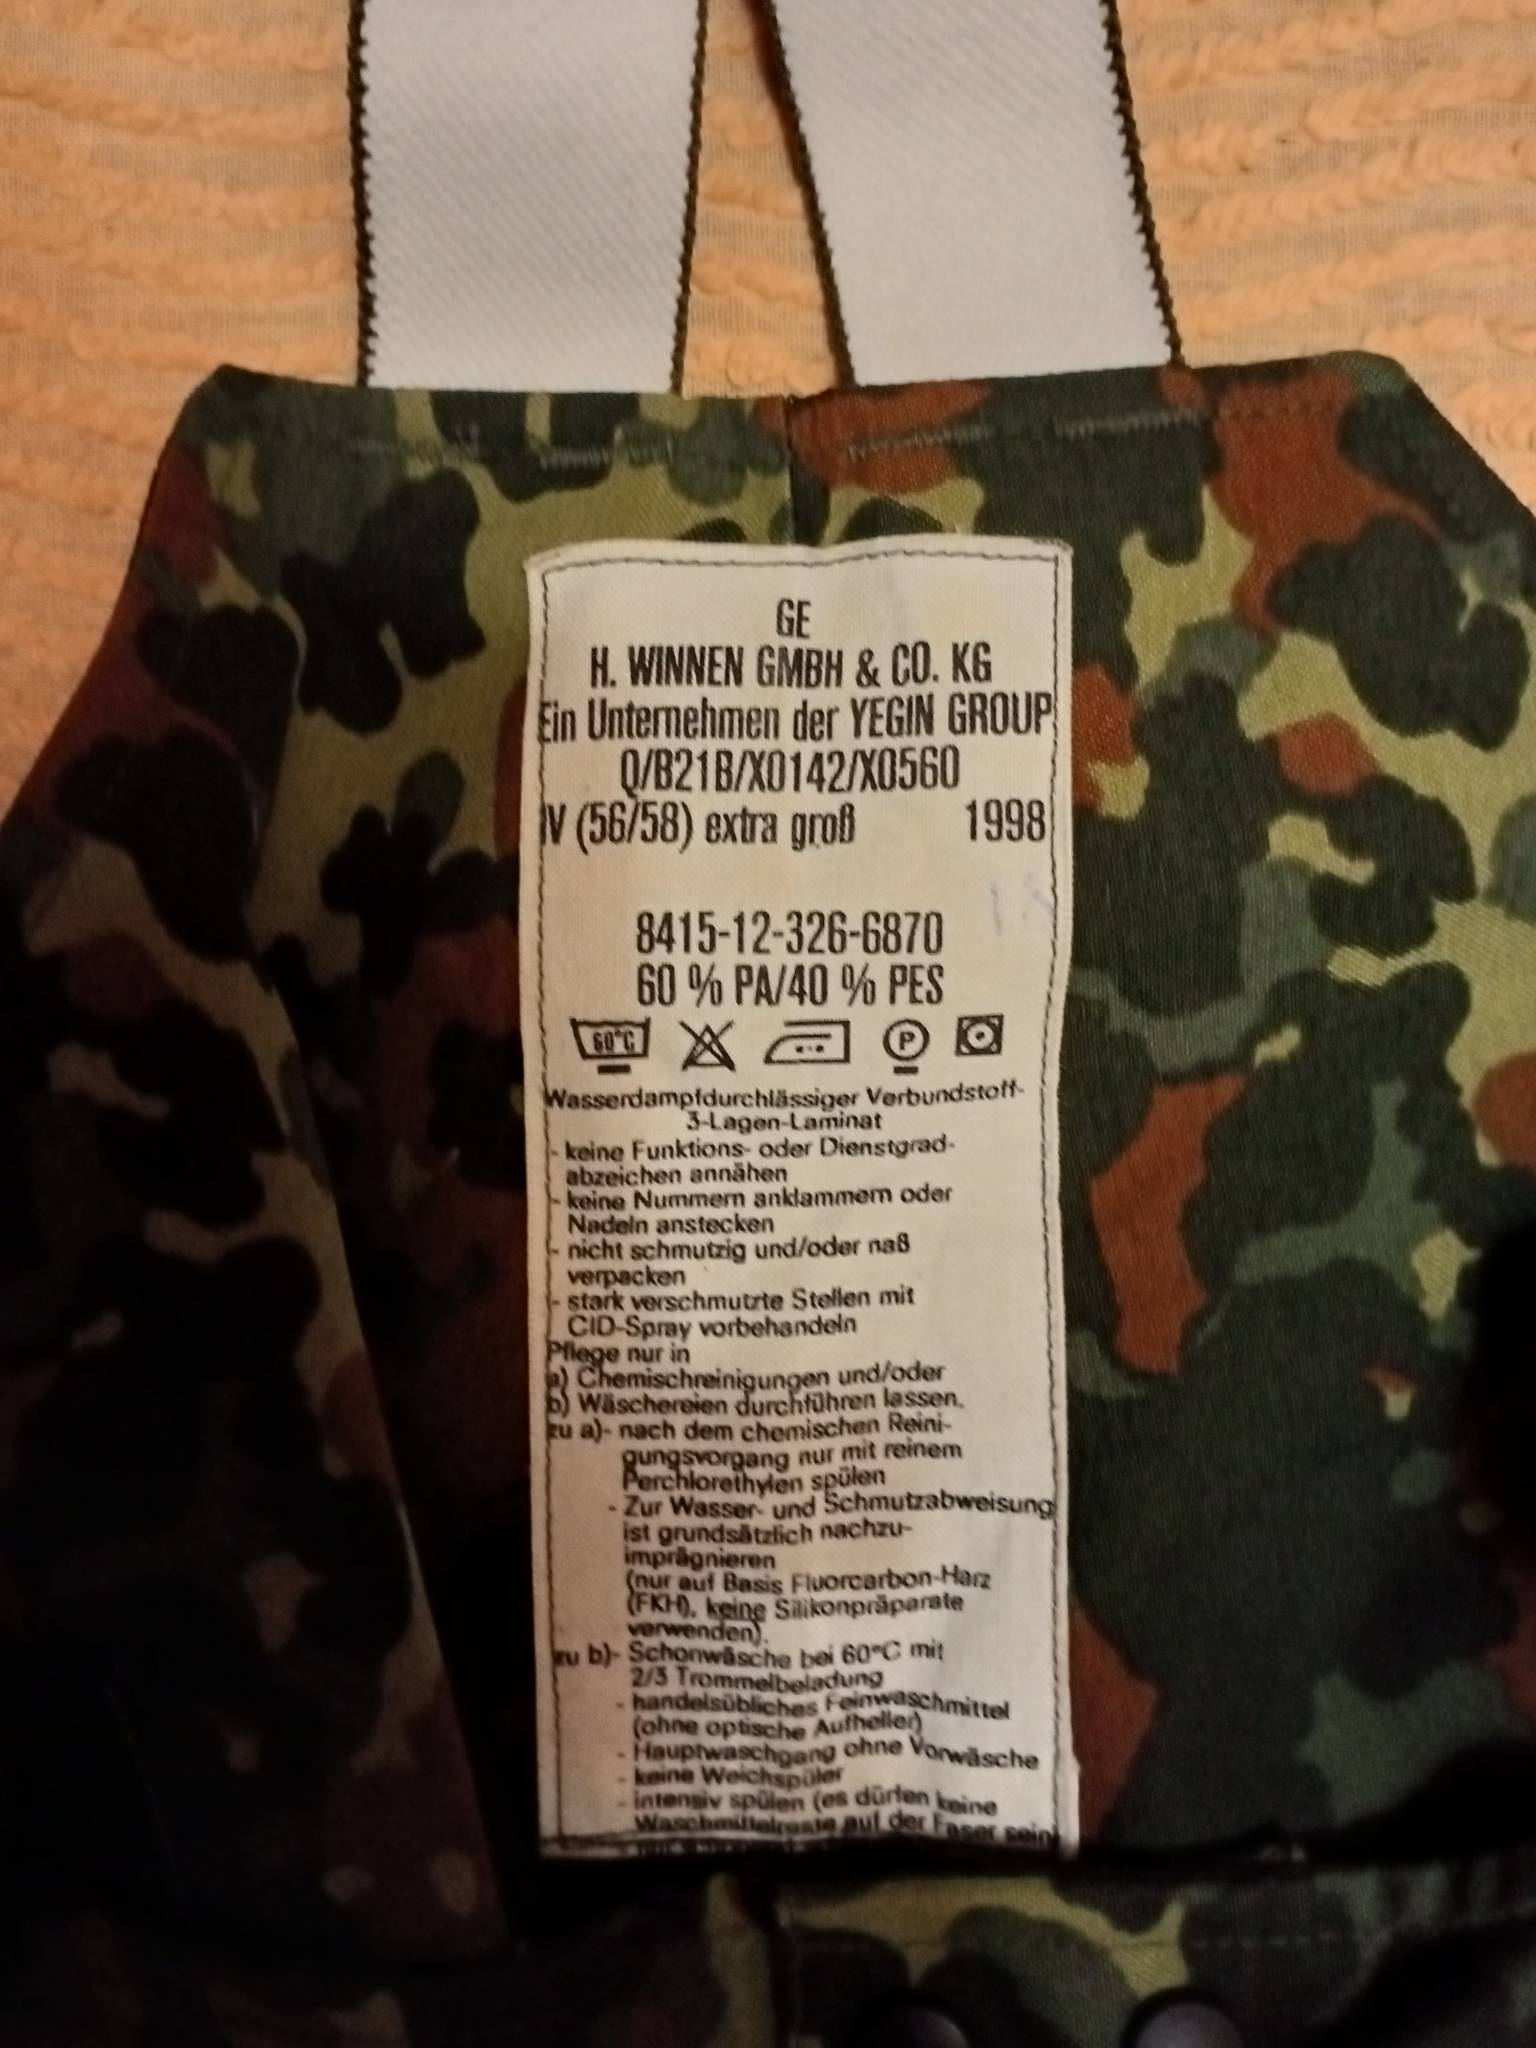 GE
H. WINNEN GMBH & CO. KG
Ein Unternehmen der YEGIN GROUP
Q/B21B/X0142/X0560
IV (56/58) extra groß 1998
8415-12-326-6870
60 % PA/40 % PES
60°C P
Wasserdampfdurchlässiger Verbundstoff-
3-Lagen-Laminat
- keine Funktions- oder Dienstgrad-
abzeichen annähen
- keine Nummern anklammern oder
Nadeln anstecken
- nicht schmutzig und/oder naß
verpacken
- stark verschmutzte Stellen mit
CID-Spray vorbehandeln
Pflege nur in
a) Chemischreinigungen und/oder
b) Wäschereien durchführen lassen.
zu a)- nach dem chemischen Reini-
gungsvorgang nur mit reinem
Perchlorethylen spülen
- Zur Wasser- und Schmutzabweisung
ist grundsätzlich nachzu-
imprägnieren
(nur auf Basis Fluorcarbon-Harz
(FKH), keine Silikonpräparate
verwenden).
zu b)- Schonwäsche bei 60°C mit
2/3 Trommelbeladung
- handelsübliches Feinwaschmittel
(ohne optische Aufheller)
- Hauptwaschgang ohne Vorwäsche
- keine Weichspüler
- intensiv spülen (es dürfen keine
Waschmittelreste auf der Faser sein